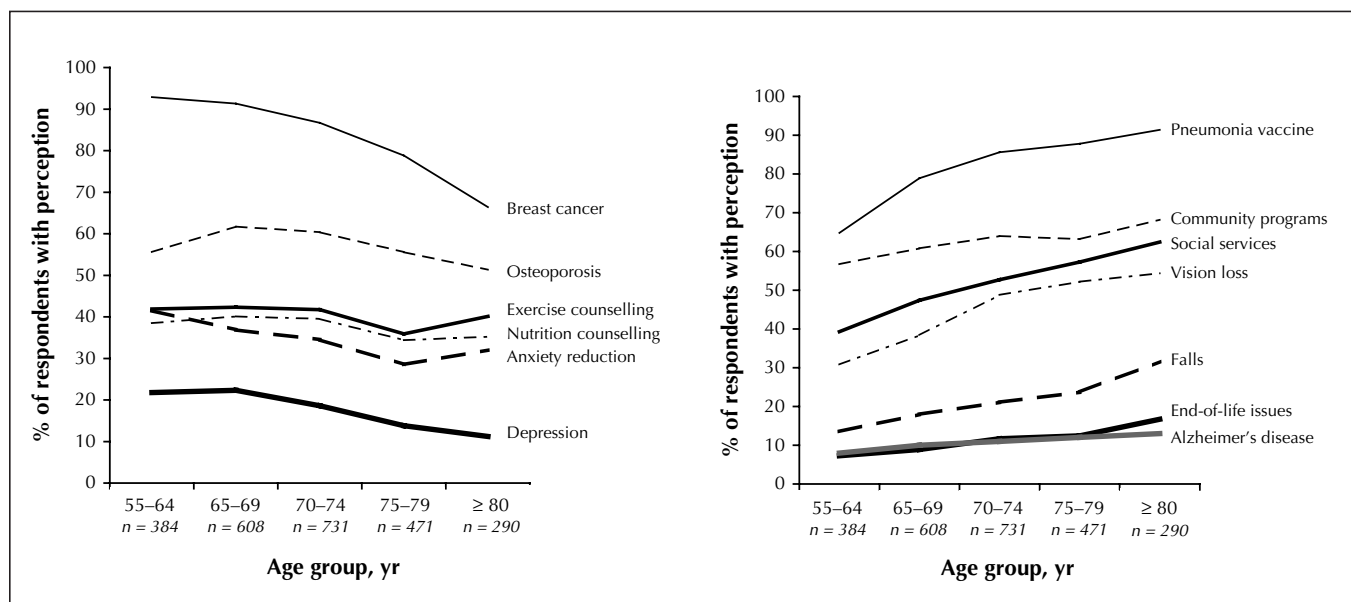 % of respondents with perception
100
90
80
70
60
50
40
30
20
10
0
Breast cancer
Osteoporosis
Exercise counselling
Nutrition counselling
Anxiety reduction
Depression
55–64 65–69 70–74 75–79 ≥ 80
n = 384 n = 608 n = 731 n = 471 n = 290
Age group, yr
% of respondents with perception
100
90
80
70
60
50
40
30
20
10
0
Pneumonia vaccine
Community programs
Social services
Vision loss
Falls
End-of-life issues
Alzheimer's disease
55–64 65–69 70–74 75–79 ≥ 80
n = 384 n = 608 n = 731 n = 471 n = 290
Age group, yr